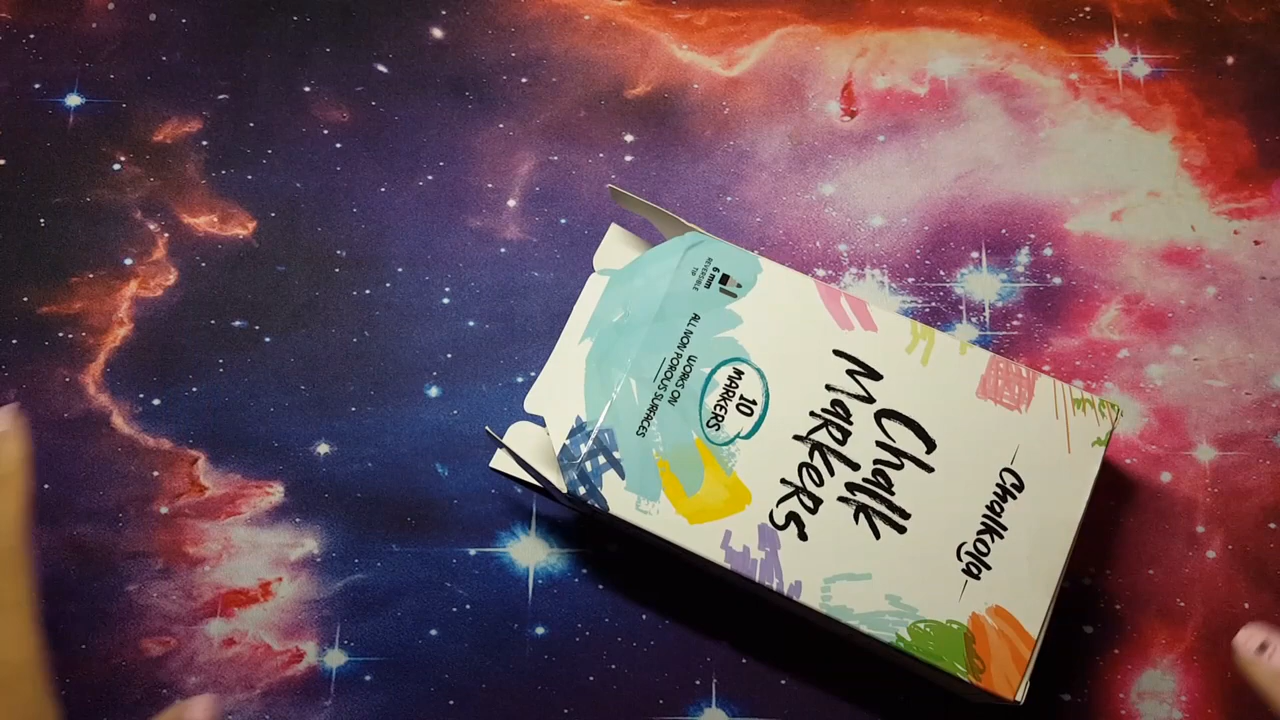 Chalkola
Chalk
Markers
10
MARKERS
WORKS ON
ALL NON POROUS SURFACES
6 mm
REVERSIBLE
TIP